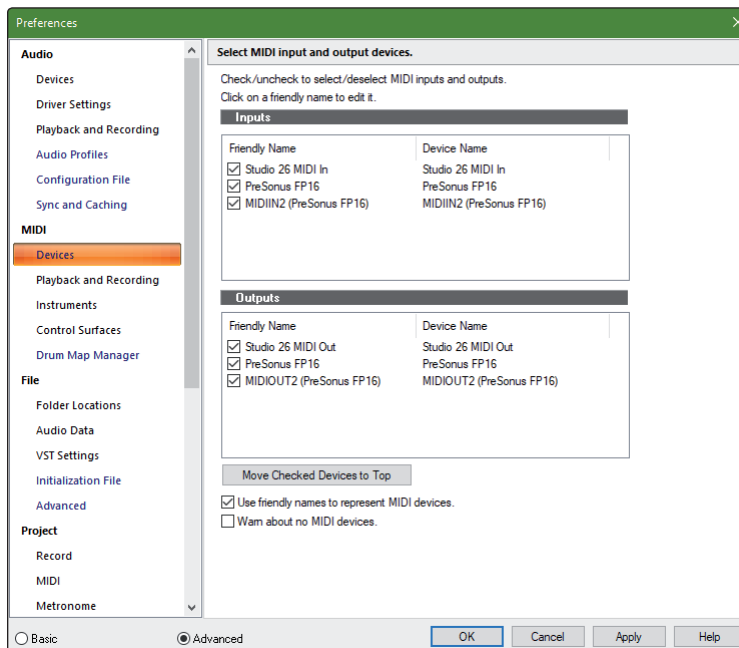 Preferences
Audio
Devices
Driver Settings
Playback and Recording
Audio Profiles
Configuration File
Sync and Caching
MIDI
Devices
Playback and Recording
Instruments
Control Surfaces
Drum Map Manager
File
Folder Locations
Audio Data
VST Settings
Initialization File
Advanced
Project
Record
MIDI
Metronome
Basic
Advanced
Select MIDI input and output devices.
Check/uncheck to select/deselect MIDI inputs and outputs.
Click on a friendly name to edit it.
Inputs
Friendly Name Device Name
Studio 26 MIDI In Studio 26 MIDI In
PreSonus FP16 PreSonus FP16
MIDIIN2 (PreSonus FP16) MIDIIN2 (PreSonus FP16)
Outputs
Friendly Name Device Name
Studio 26 MIDI Out Studio 26 MIDI Out
PreSonus FP16 PreSonus FP16
MIDIOUT2 (PreSonus FP16) MIDIOUT2 (PreSonus FP16)
Move Checked Devices to Top
Use friendly names to represent MIDI devices.
Warn about no MIDI devices.
OK Cancel Apply Help